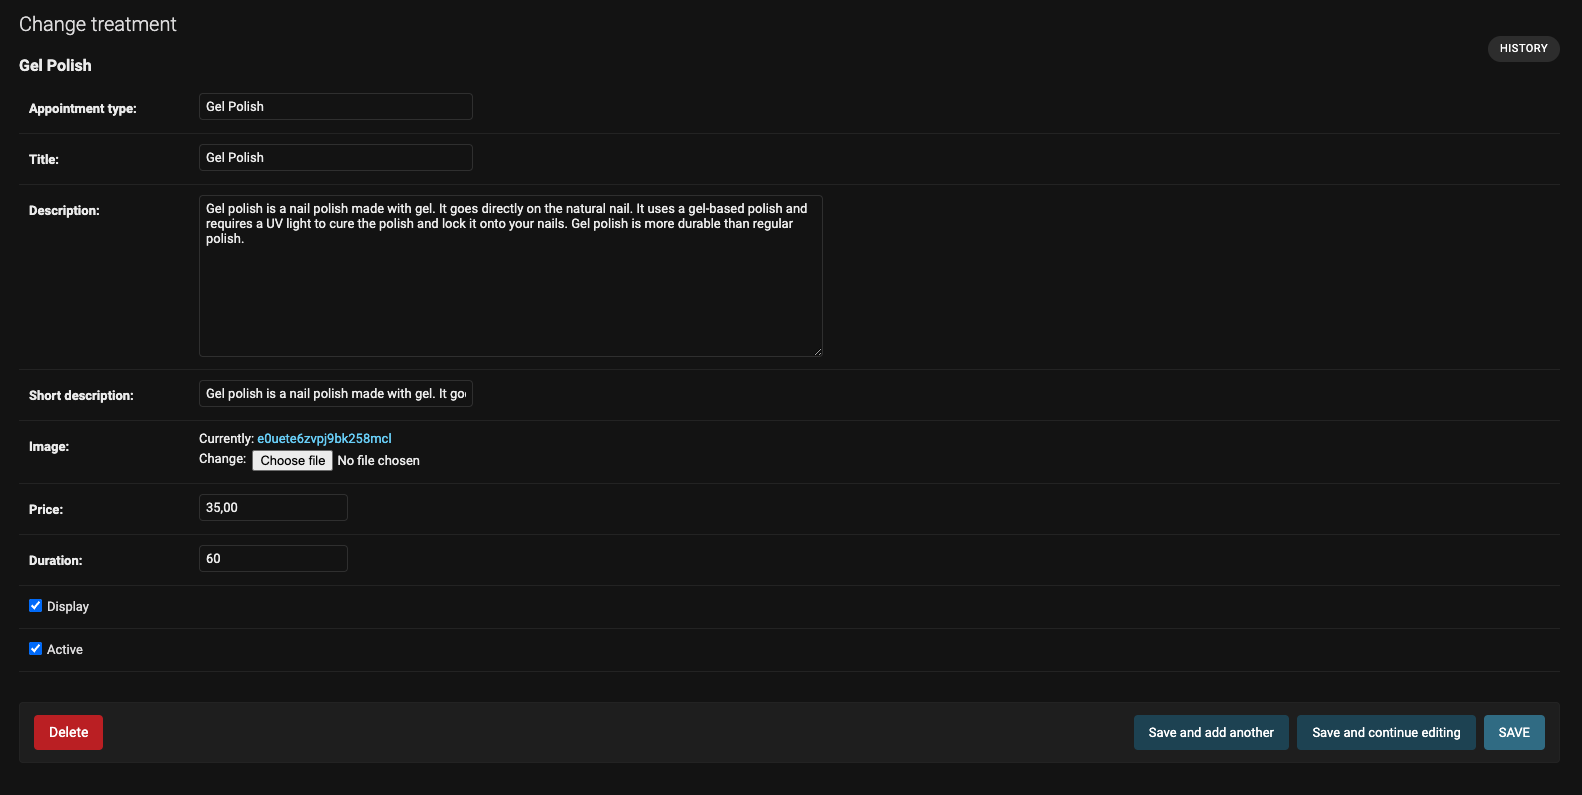 Change treatment
HISTORY
Gel Polish
Appointment type: Gel Polish
Title: Gel Polish
Description: Gel polish is a nail polish made with gel. It goes directly on the natural nail. It uses a gel-based polish and
requires a UV light to cure the polish and lock it onto your nails. Gel polish is more durable than regular
polish.
Short description: Gel polish is a nail polish made with gel. It go
Image: Currently: e0uete6zvpj9bk258mcl
Change: Choose file No file chosen
Price: 35,00
Duration: 60
Display
Active
Delete Save and add another Save and continue editing SAVE